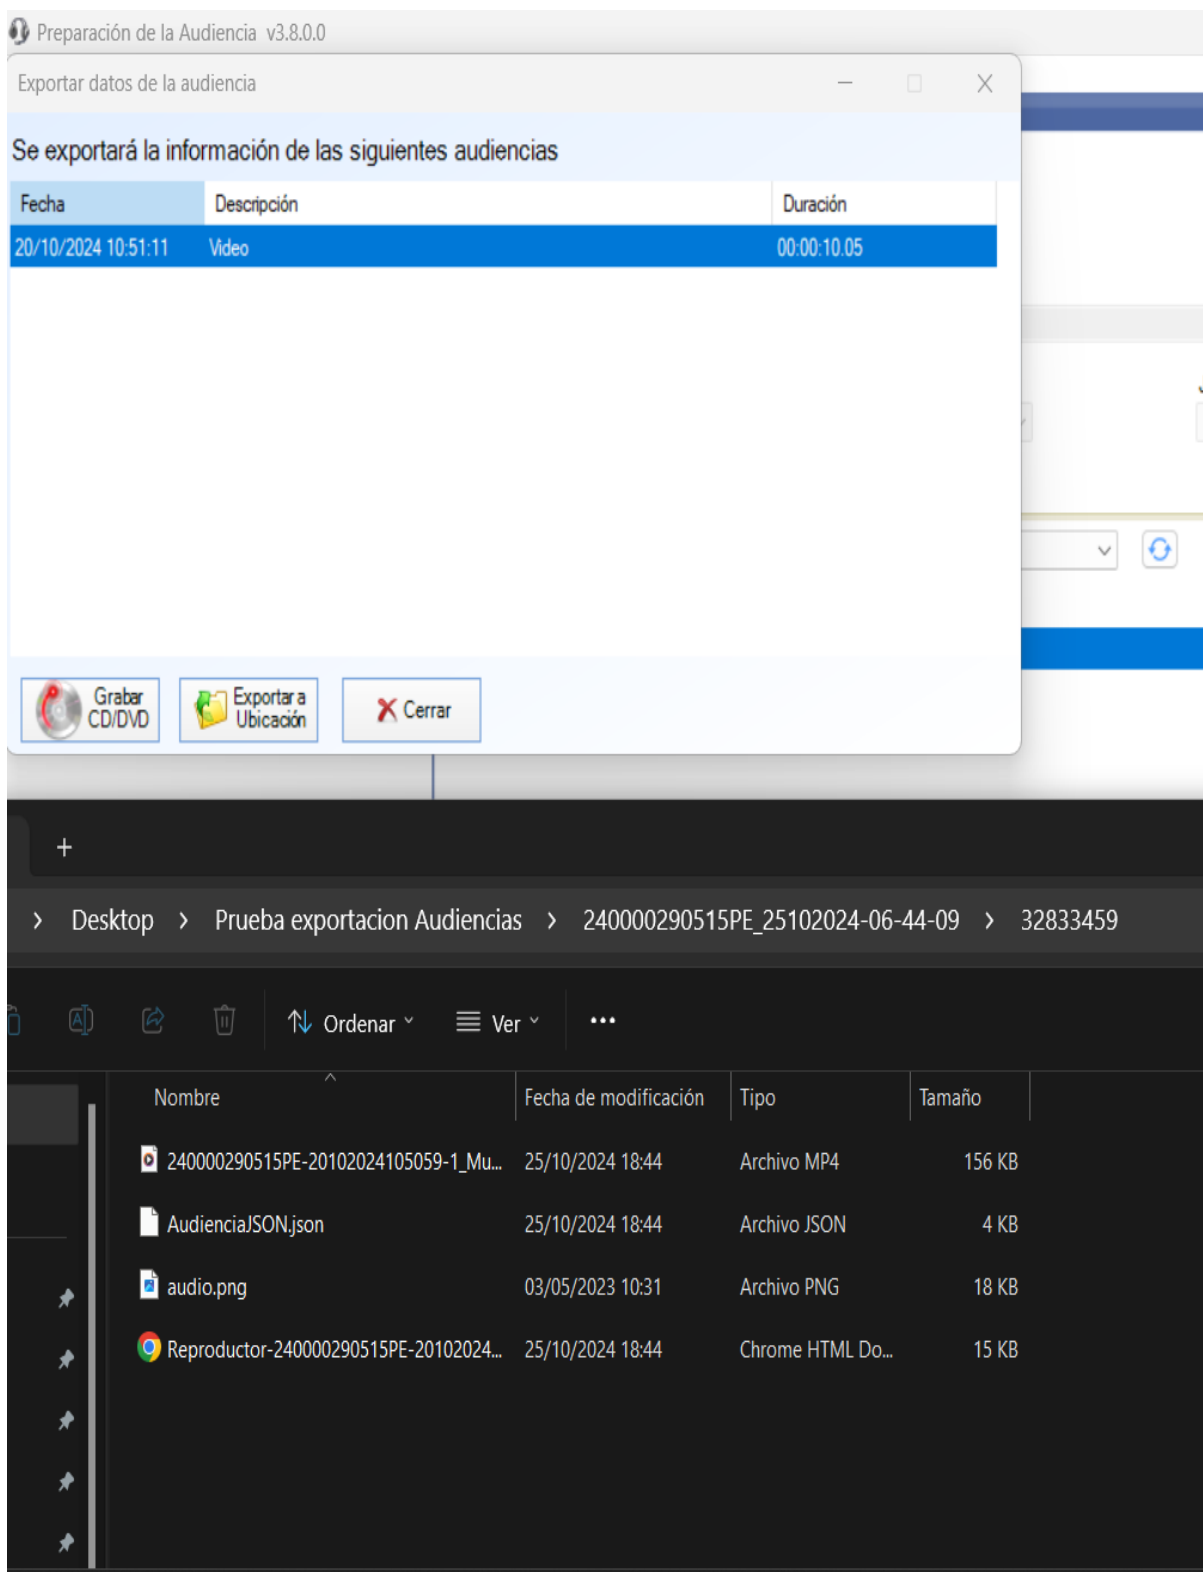 Preparación de la Audiencia v3.8.0.0
Exportar datos de la audiencia
Se exportará la información de las siguientes audiencias
Fecha Descripción Duración
20/10/2024 10:51:11 Video 00:00:10.05
Grabar
CD/DVD
Exportar a
Ubicación
Cerrar
> Desktop > Prueba exportacion Audiencias > 240000290515PE_25102024-06-44-09 > 32833459
Ordenar Ver ...
Nombre Fecha de modificación Tipo Tamaño
240000290515PE-20102024105059-1_Mu... 25/10/2024 18:44 Archivo MP4 156 KB
AudienciaJSON.json 25/10/2024 18:44 Archivo JSON 4 KB
audio.png 03/05/2023 10:31 Archivo PNG 18 KB
Reproductor-240000290515PE-20102024... 25/10/2024 18:44 Chrome HTML Do... 15 KB